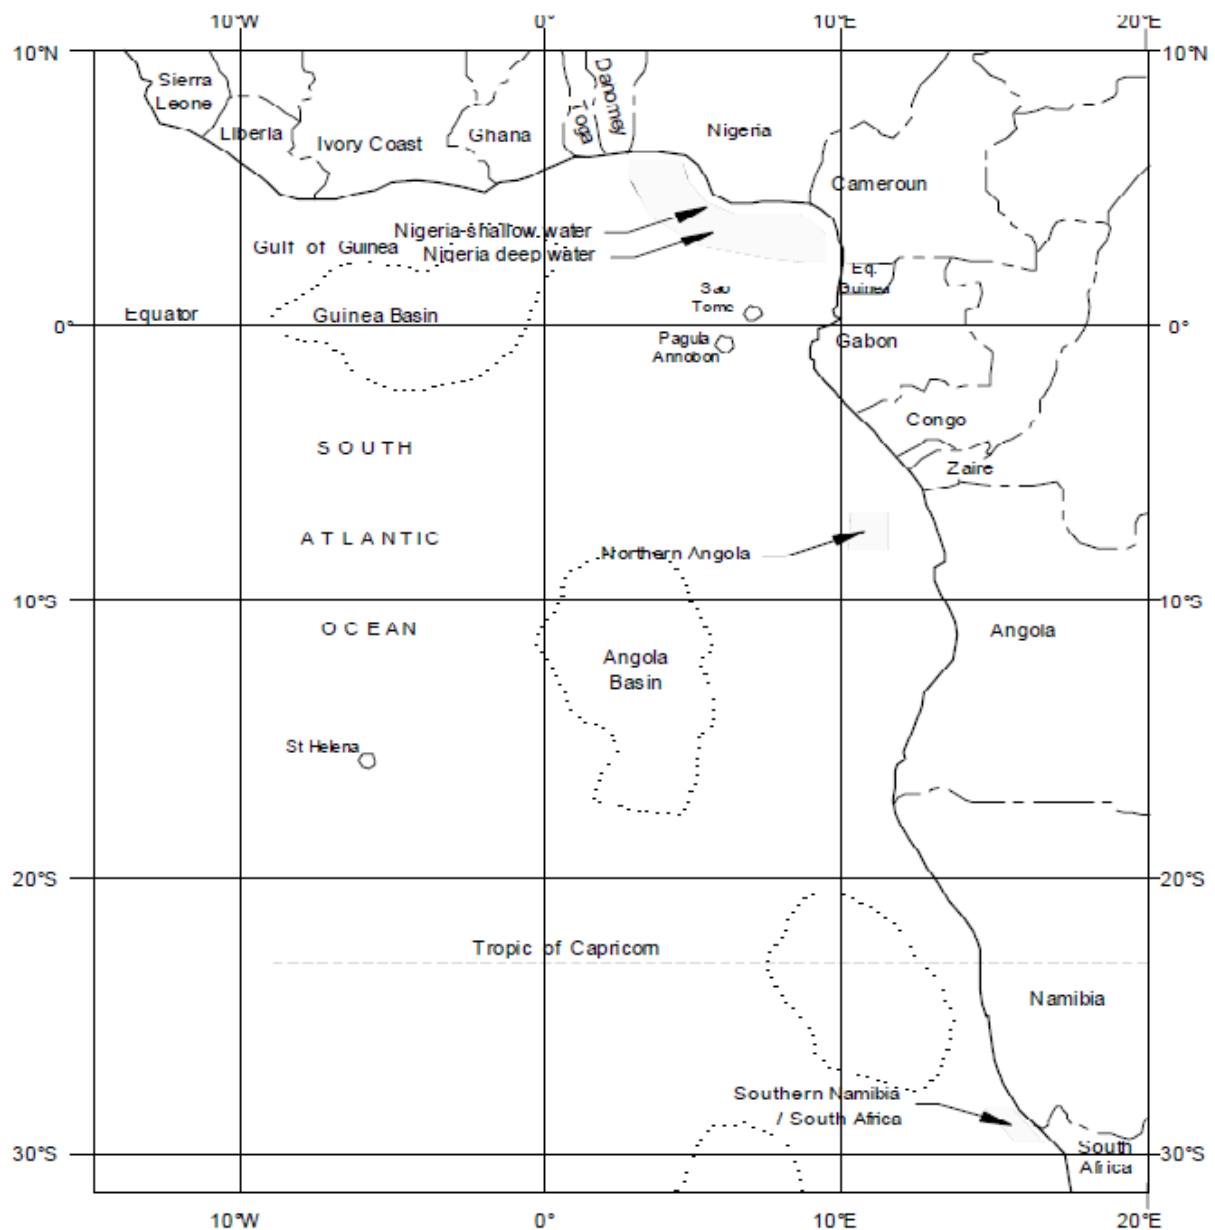 10°W 0° 10°E 20°E
10°N 10°N
Sierra
Leone
Liberia
Ivory Coast
Ghana
Toga
Danomey
Nigeria
Cameroun
Nigeria-shallow water
Gulf of Guinea
Nigeria deep water
Eq.
Guinea
Sao
Tome
Equator
Guinea Basin
0° 0°
Pagula
Annobon
Gabon
Congo
SOUTH
Zaire
ATLANTIC
Northern Angola
10°S 10°S
OCEAN
Angola
Angola
Basin
St Helena
20°S 20°S
Tropic of Capricorn
Namibia
Southern Namibia
/ South Africa
30°S 30°S
South
Africa
10°W 0° 10°E 20°E